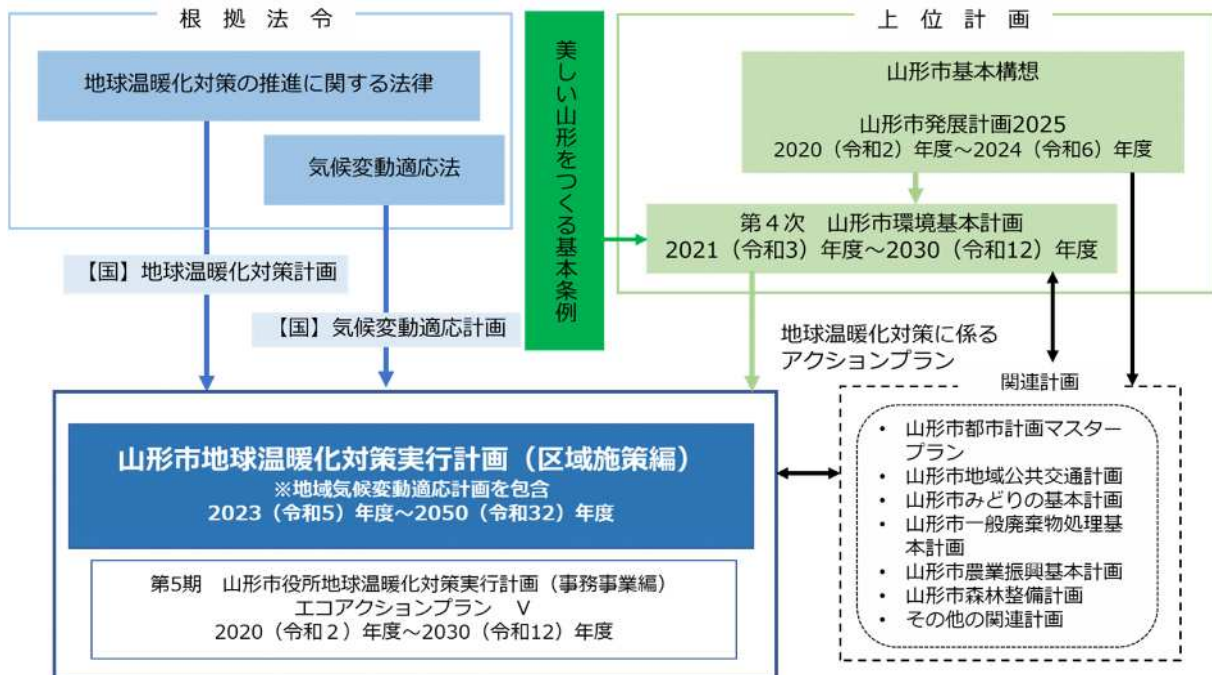 根 拠 法 令
地球温暖化対策の推進に関する法律
気候変動適応法
【国】地球温暖化対策計画
【国】気候変動適応計画
美しい山形をつくる基本条例
上 位 計 画
山形市基本構想
山形市発展計画2025
2020（令和2）年度～2024（令和6）年度
第４次　山形市環境基本計画
2021（令和3）年度～2030（令和12）年度
地球温暖化対策に係る
アクションプラン
山形市地球温暖化対策実行計画（区域施策編）
※地域気候変動適応計画を包含
2023（令和5）年度～2050（令和32）年度
第5期　山形市役所地球温暖化対策実行計画（事務事業編）
エコアクションプラン　Ⅴ
2020（令和２）年度～2030（令和12）年度
関連計画
• 山形市都市計画マスター
プラン
• 山形市地域公共交通計画
• 山形市みどりの基本計画
• 山形市一般廃棄物処理基
本計画
• 山形市農業振興基本計画
• 山形市森林整備計画
• その他の関連計画